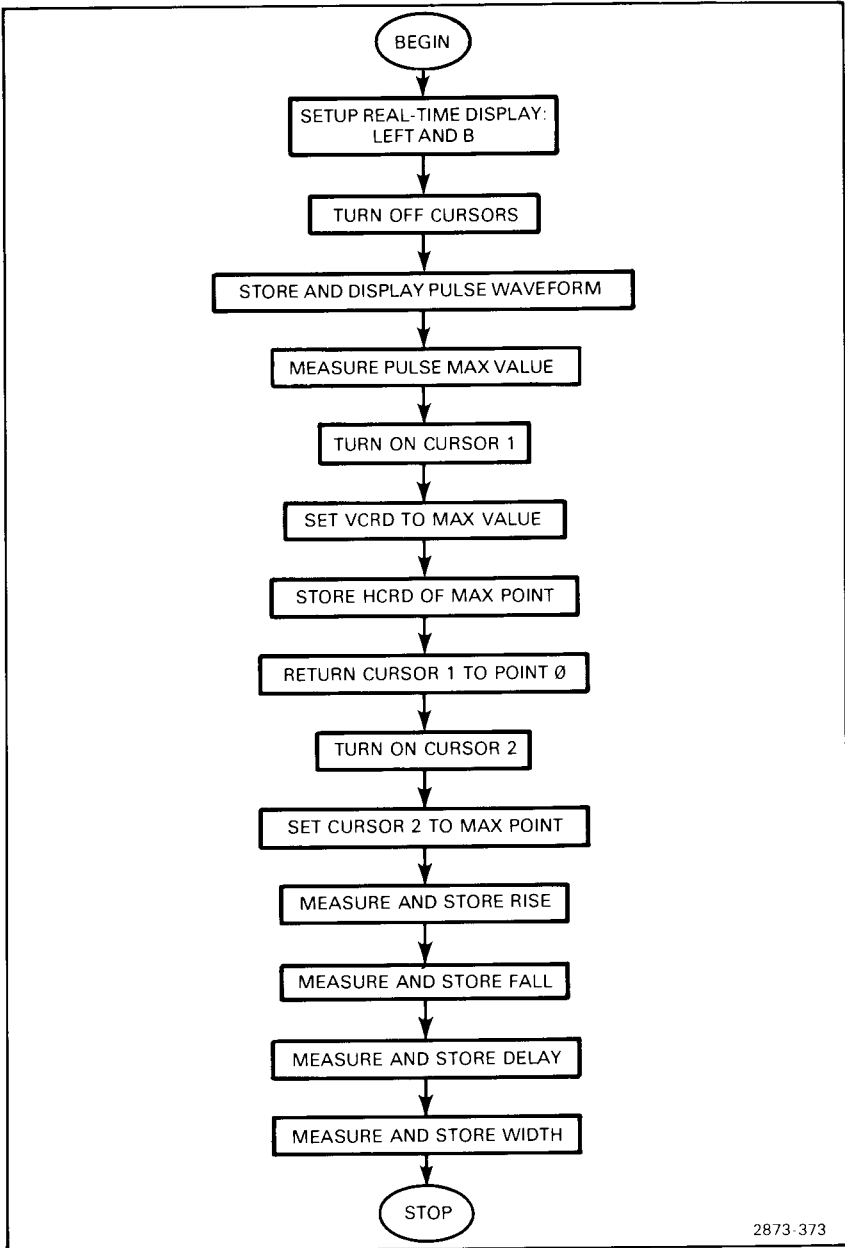 BEGIN
SETUP REAL-TIME DISPLAY:
LEFT AND B
TURN OFF CURSORS
STORE AND DISPLAY PULSE WAVEFORM
MEASURE PULSE MAX VALUE
TURN ON CURSOR 1
SET VCRD TO MAX VALUE
STORE HCRD OF MAX POINT
RETURN CURSOR 1 TO POINT Ø
TURN ON CURSOR 2
SET CURSOR 2 TO MAX POINT
MEASURE AND STORE RISE
MEASURE AND STORE FALL
MEASURE AND STORE DELAY
MEASURE AND STORE WIDTH
STOP
2873-373